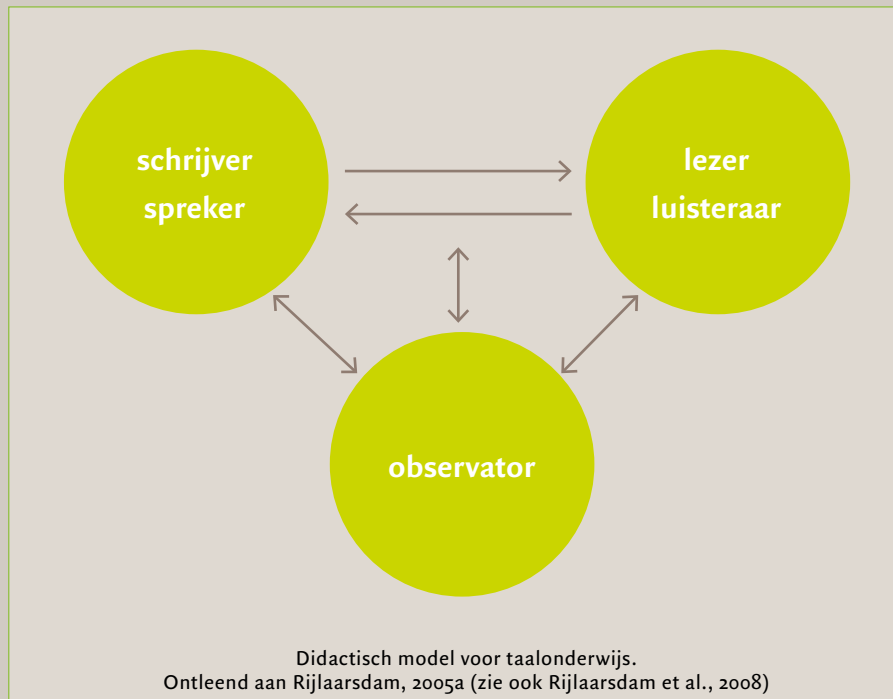 schrijver
spreker
lezer
luisteraar
observator
Didactisch model voor taalonderwijs.
Ontleend aan Rijlaarsdam, 2005a (zie ook Rijlaarsdam et al., 2008)